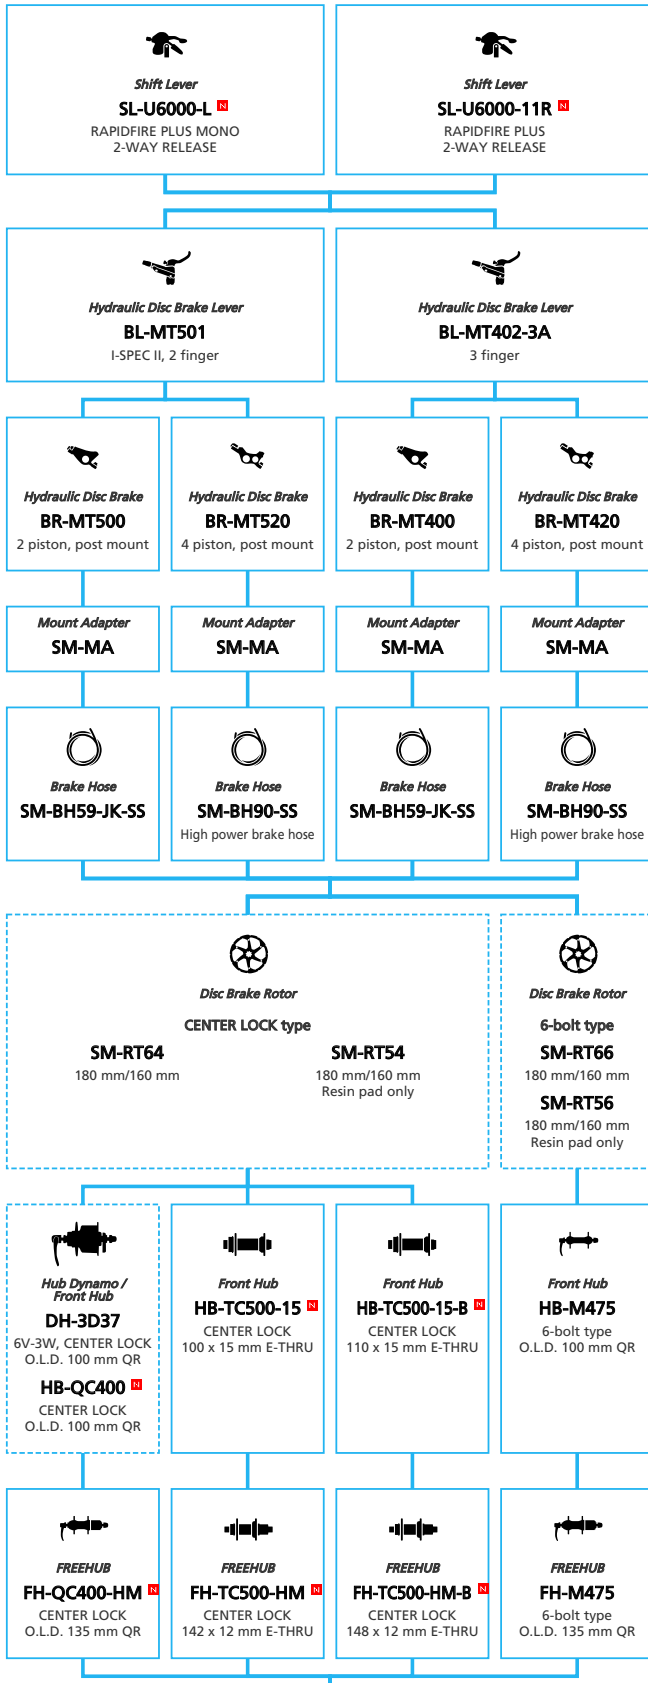 Shift Lever
SL-U6000-L N
RAPIDFIRE PLUS MONO
2-WAY RELEASE
Shift Lever
SL-U6000-11R N
RAPIDFIRE PLUS
2-WAY RELEASE
Hydraulic Disc Brake Lever
BL-MT501
I-SPEC II, 2 finger
Hydraulic Disc Brake Lever
BL-MT402-3A
3 finger
Hydraulic Disc Brake
BR-MT500
2 piston, post mount
Hydraulic Disc Brake
BR-MT520
4 piston, post mount
Hydraulic Disc Brake
BR-MT400
2 piston, post mount
Hydraulic Disc Brake
BR-MT420
4 piston, post mount
Mount Adapter
SM-MA
Mount Adapter
SM-MA
Mount Adapter
SM-MA
Mount Adapter
SM-MA
Brake Hose
SM-BH59-JK-SS
Brake Hose
SM-BH90-SS
High power brake hose
Brake Hose
SM-BH59-JK-SS
Brake Hose
SM-BH90-SS
High power brake hose
Disc Brake Rotor
CENTER LOCK type
SM-RT64
180 mm/160 mm
SM-RT54
180 mm/160 mm
Resin pad only
Disc Brake Rotor
6-bolt type
SM-RT66
180 mm/160 mm
SM-RT56
180 mm/160 mm
Resin pad only
Hub Dynamo /
Front Hub
DH-3D37
6V-3W, CENTER LOCK
O.L.D. 100 mm QR
HB-QC400 N
CENTER LOCK
O.L.D. 100 mm QR
Front Hub
HB-TC500-15 N
CENTER LOCK
100 x 15 mm E-THRU
Front Hub
HB-TC500-15-B N
CENTER LOCK
110 x 15 mm E-THRU
Front Hub
HB-M475
6-bolt type
O.L.D. 100 mm QR
FREEHUB
FH-QC400-HM N
CENTER LOCK
O.L.D. 135 mm QR
FREEHUB
FH-TC500-HM N
CENTER LOCK
142 x 12 mm E-THRU
FREEHUB
FH-TC500-HM-B N
CENTER LOCK
148 x 12 mm E-THRU
FREEHUB
FH-M475
6-bolt type
O.L.D. 135 mm QR